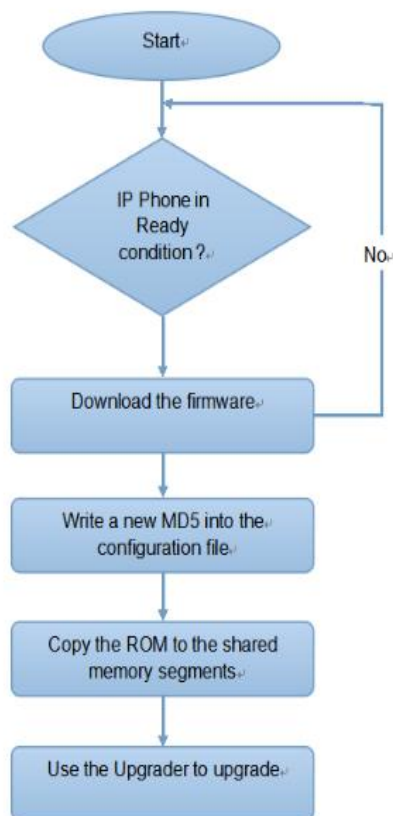 Start
IP Phone in
Ready
condition?
No
Download the firmware
Write a new MD5 into the
configuration file
Copy the ROM to the shared
memory segments
Use the Upgrader to upgrade